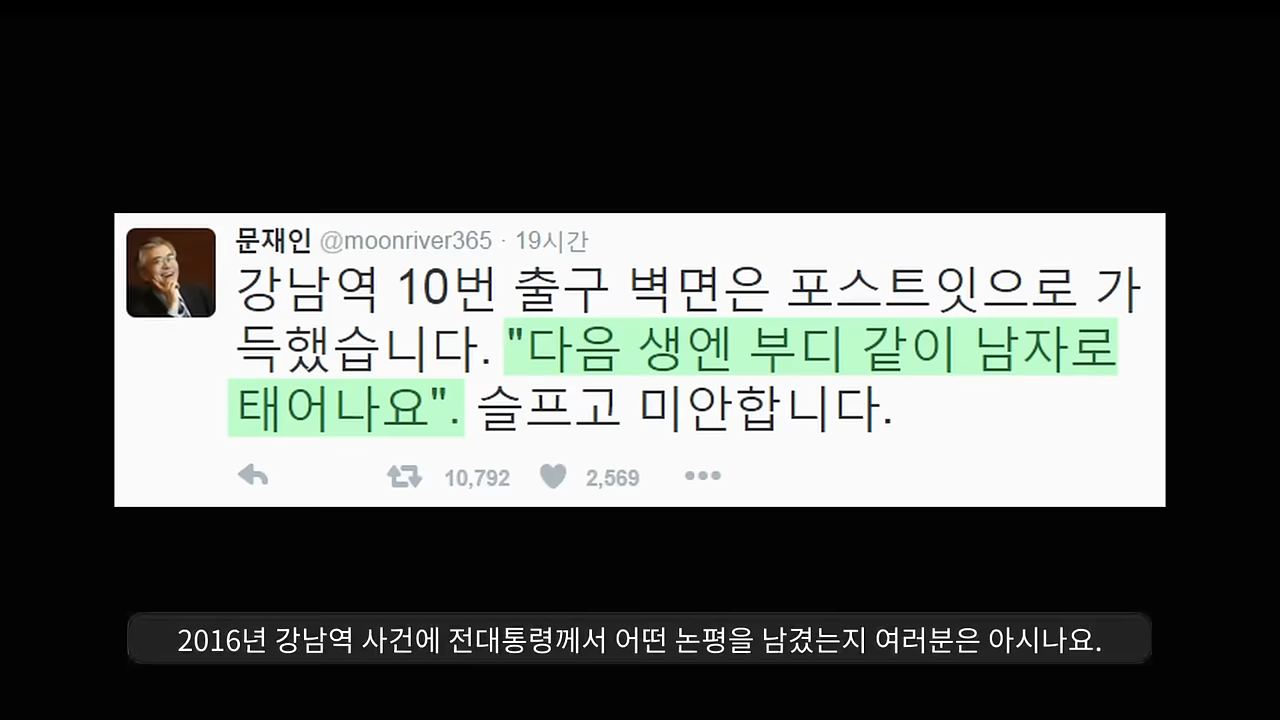 문재인 @moonriver365 · 19시간
강남역 10번 출구 벽면은 포스트잇으로 가
득했습니다. "다음 생엔 부디 같이 남자로
태어나요". 슬프고 미안합니다.
10,792 2,569
2016년 강남역 사건에 전대통령께서 어떤 논평을 남겼는지 여러분은 아시나요.